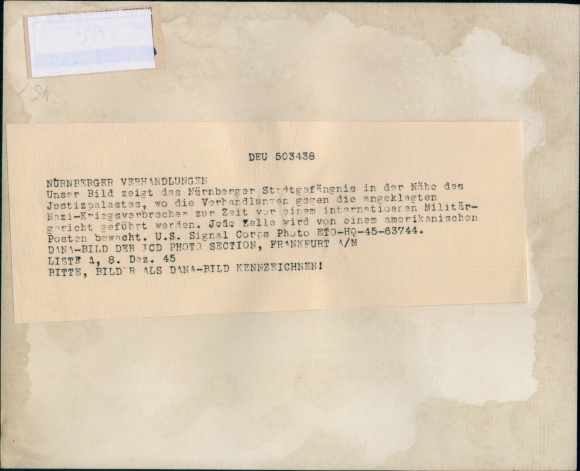 DEU 503438
NÜRNBERGER VERHANDLUNGEN
Unser Bild zeigt das Nürnberger Stadtgefängnis in der Nähe des
Justizpalastes, wo die Verhandlungen gegen die angeklagten
Nazi-Kriegsverbrecher zur Zeit vor einem internationaren Militär-
gericht geführt werden. Jede Zelle wird von einem amerikanischen
Posten bewacht. U.S. Signal Corps Photo ETO-HQ-45-63744.
DANA-BILD DER ICD PHOTO SECTION, FRANKFURT A/M
LISTE 1, 8. Dez. 45
BITTE, BILDER ALS DANA-BILD KENNZEICHNEN!